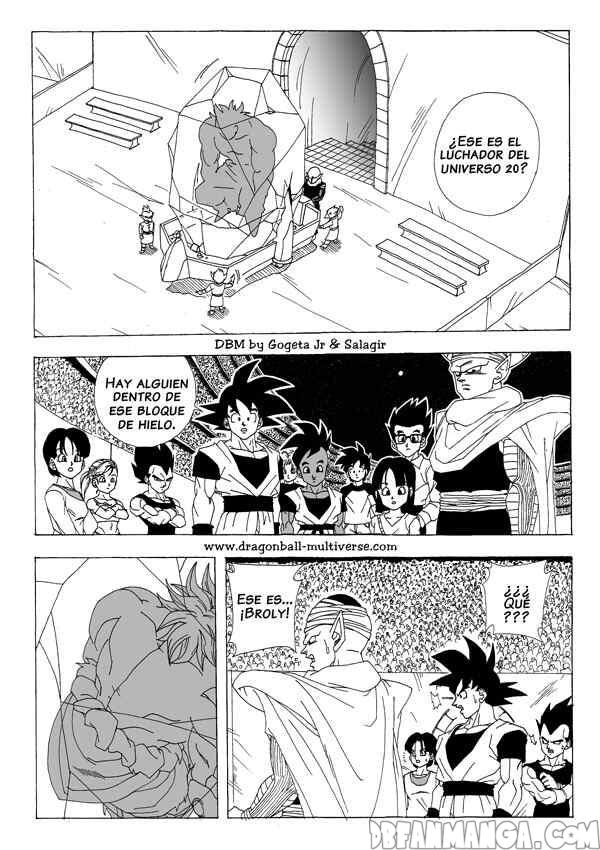 ¿ESE ES EL
LUCHADOR DEL
UNIVERSO 20?
DBM by Gogeta Jr & Salagir
HAY ALGUIEN
DENTRO DE
ESE BLOQUE
DE HIELO.
www.dragonball-multiverse.com
ESE ES...
¡BROLY!
¿¿¿
QUÉ
???
DBFANMANGA.COM